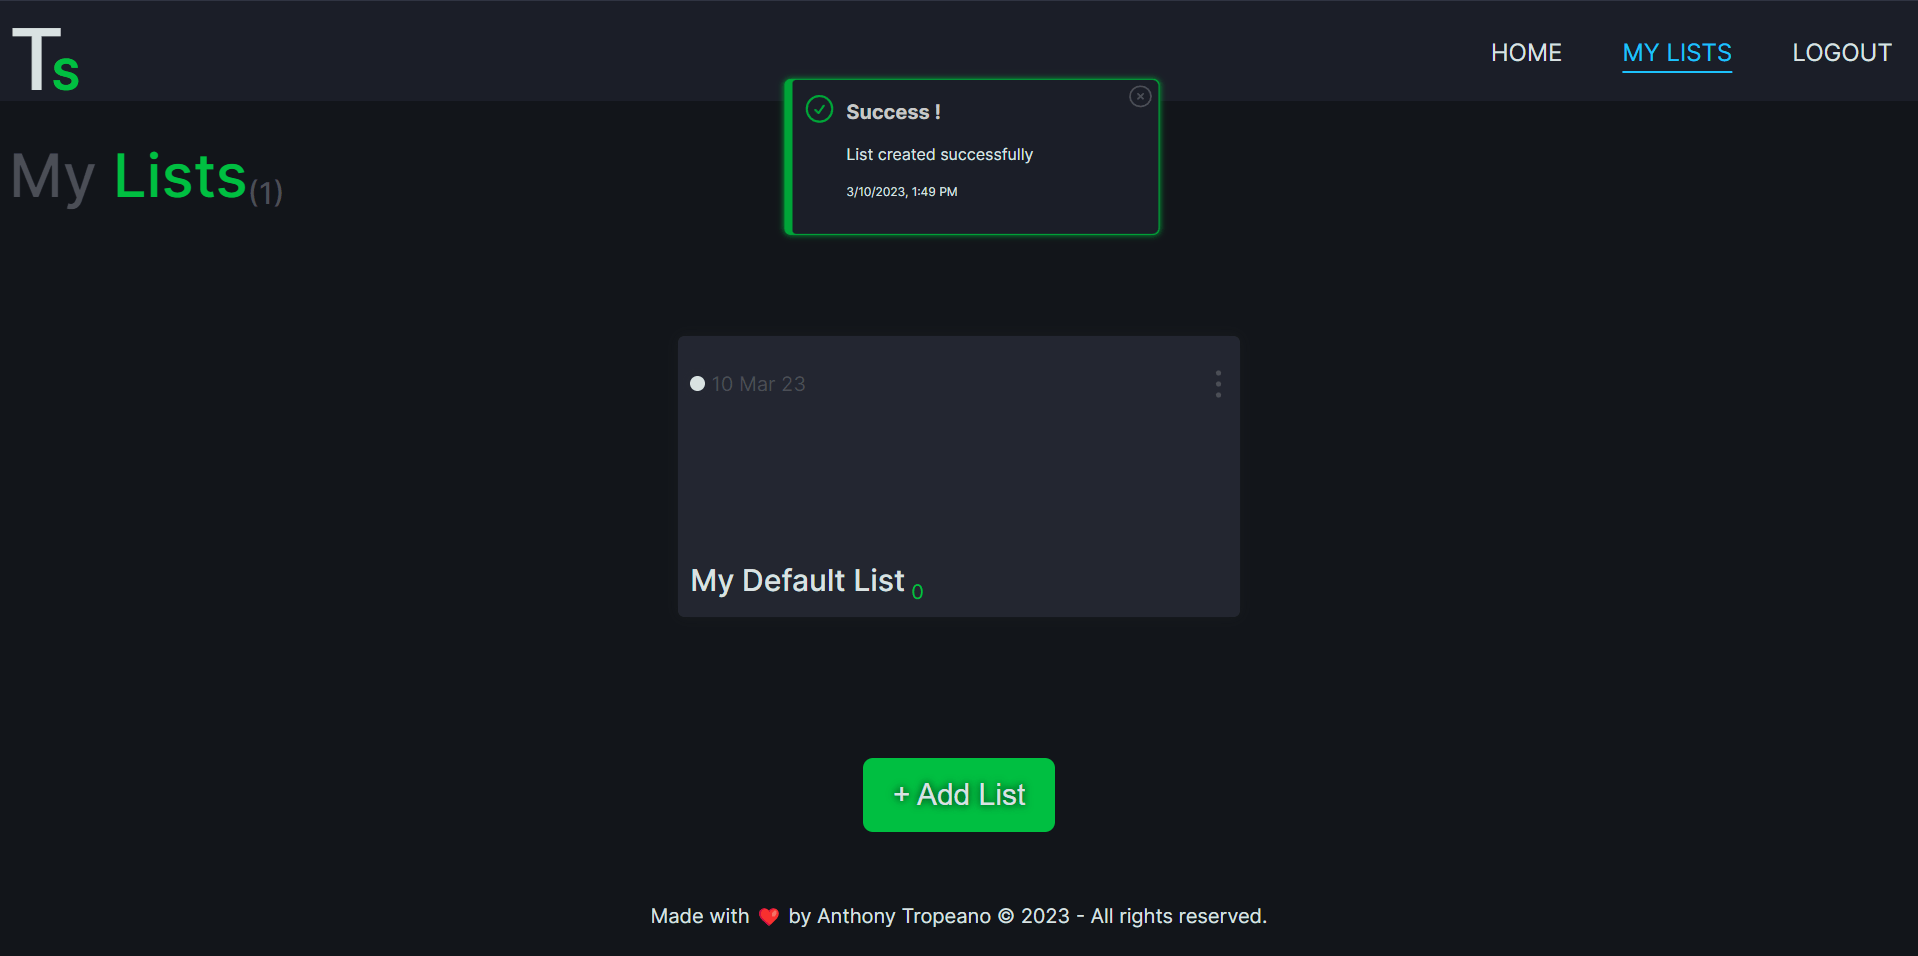 Ts
HOME MY LISTS LOGOUT
Success !
List created successfully
3/10/2023, 1:49 PM
My Lists(1)
10 Mar 23
My Default List 0
+ Add List
Made with ❤️ by Anthony Tropeano © 2023 - All rights reserved.